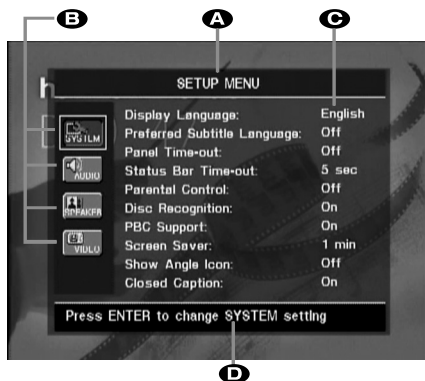 B A C
h
SETUP MENU
SYSTEM
AUDIO
SPEAKER
VIDEO
Display Language: English
Preferred Subtitle Language: Off
Panel Time-out: Off
Status Bar Time-out: 5 sec
Parental Control: Off
Disc Recognition: On
PBC Support: On
Screen Saver: 1 min
Show Angle Icon: Off
Closed Caption: On
Press ENTER to change SYSTEM setting
D